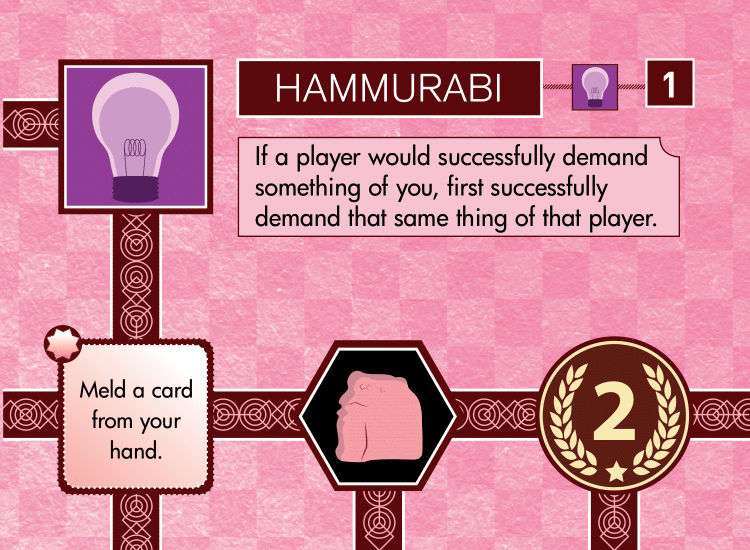 HAMMURABI
1
If a player would successfully demand
something of you, first successfully
demand that same thing of that player.
Meld a card
from your
hand.
2